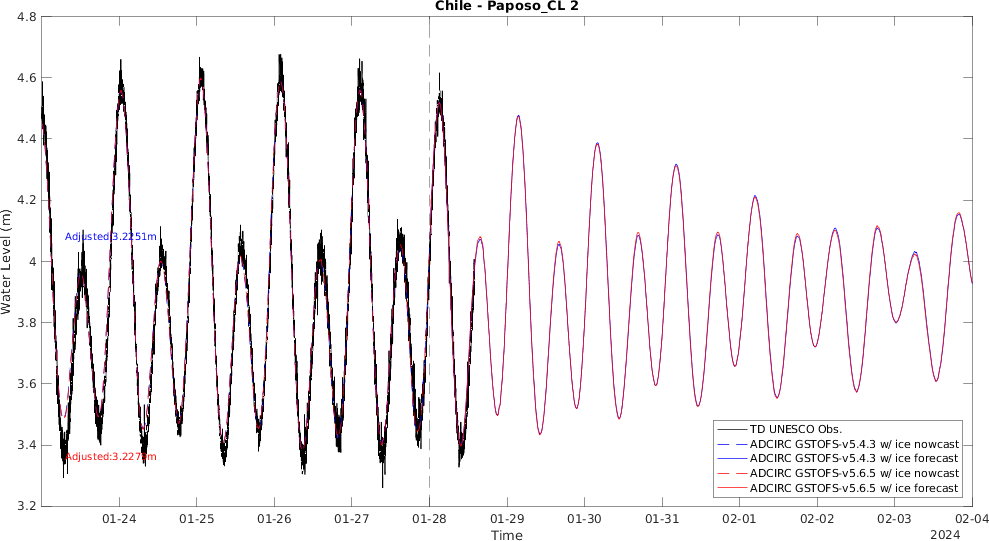 Chile - Paposo_CL 2
4.8
4.6
4.4
4.2
4
3.8
3.6
3.4
3.2
Water Level (m)
Adjusted:3.2251m
Adjusted:3.227 m
TD UNESCO Obs.
ADCIRC GSTOFS-v5.4.3 w/ ice nowcast
ADCIRC GSTOFS-v5.4.3 w/ ice forecast
ADCIRC GSTOFS-v5.6.5 w/ ice nowcast
ADCIRC GSTOFS-v5.6.5 w/ ice forecast
01-24 01-25 01-26 01-27 01-28 01-29 01-30 01-31 02-01 02-02 02-03 02-04
Time
2024